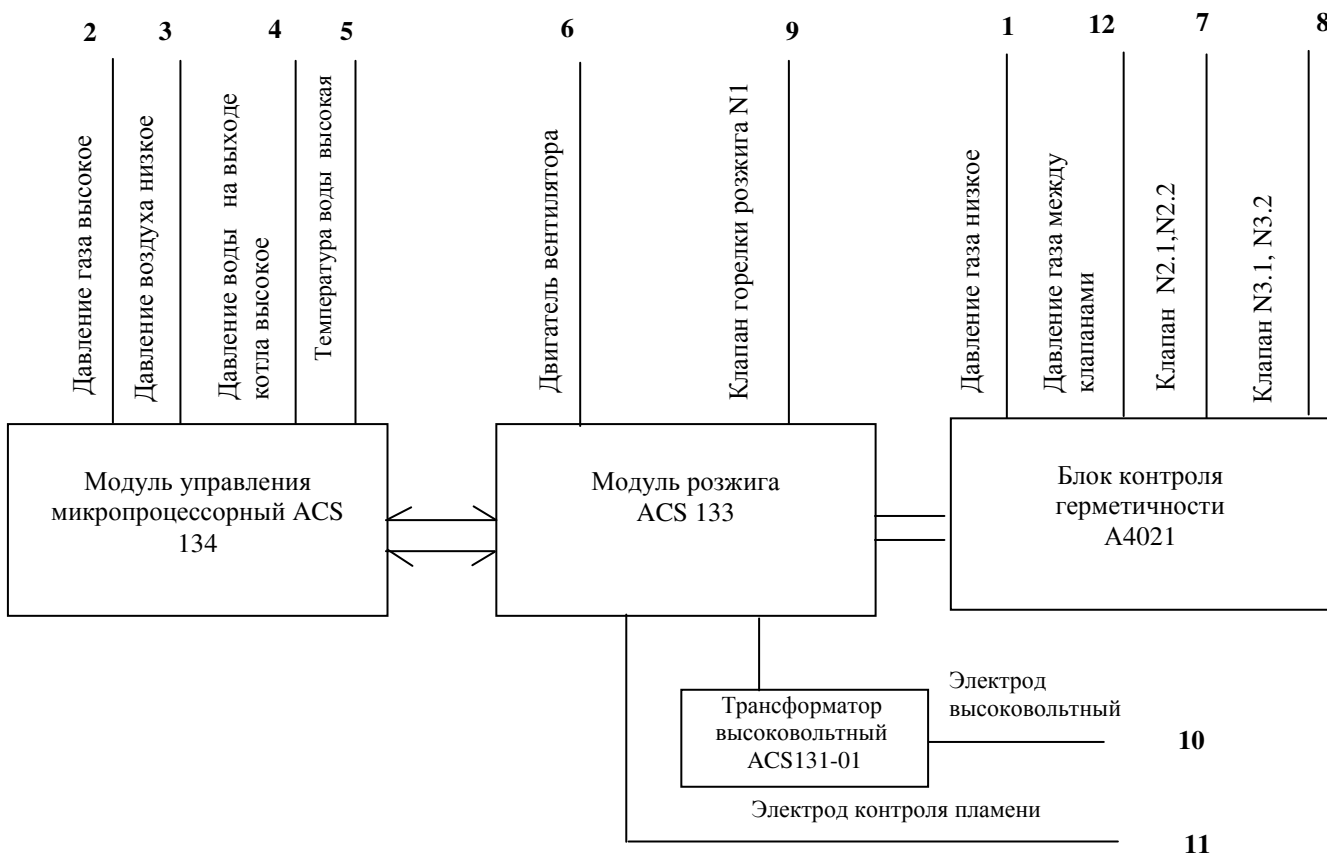 2
3
4
5
6
9
1
12
7
8
Давление газа высокое
Давление воздуха низкое
Давление воды на выходе
котла высокое
Температура воды высокая
Двигатель вентилятора
Клапан горелки розжига N1
Давление газа низкое
Давление газа между
клапанами
Клапан N2.1,N2.2
Клапан N3.1, N3.2
Модуль управления
микропроцессорный ACS
134
Модуль розжига
ACS 133
Блок контроля
герметичности
А4021
Трансформатор
высоковольтный
ACS131-01
Электрод
высоковольтный
10
Электрод контроля пламени
11